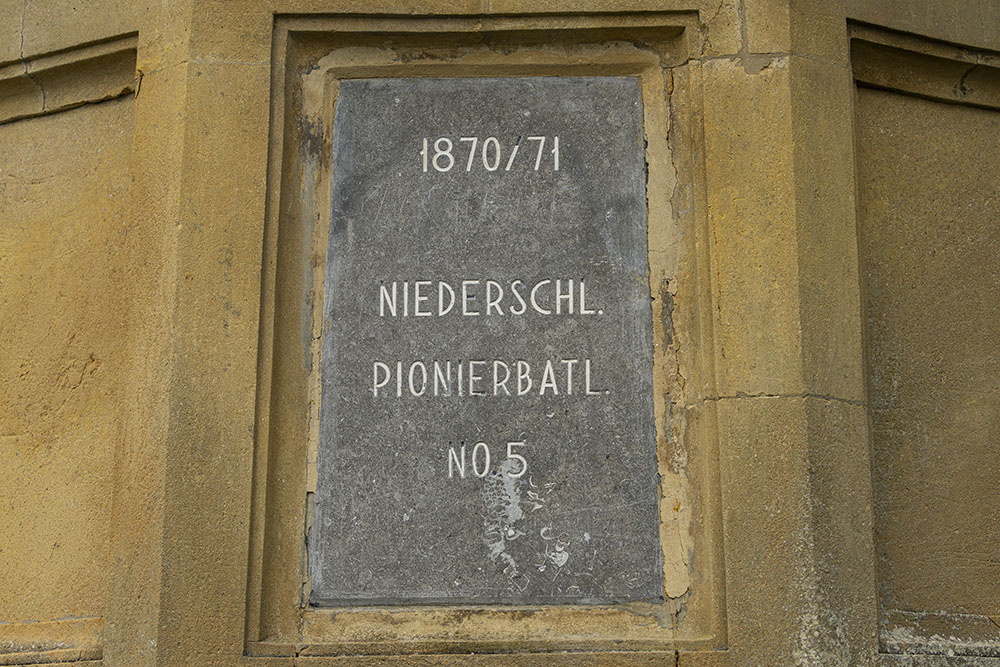 1870/71
NIEDERSCHL.
PIONIERBATL.
NO. 5